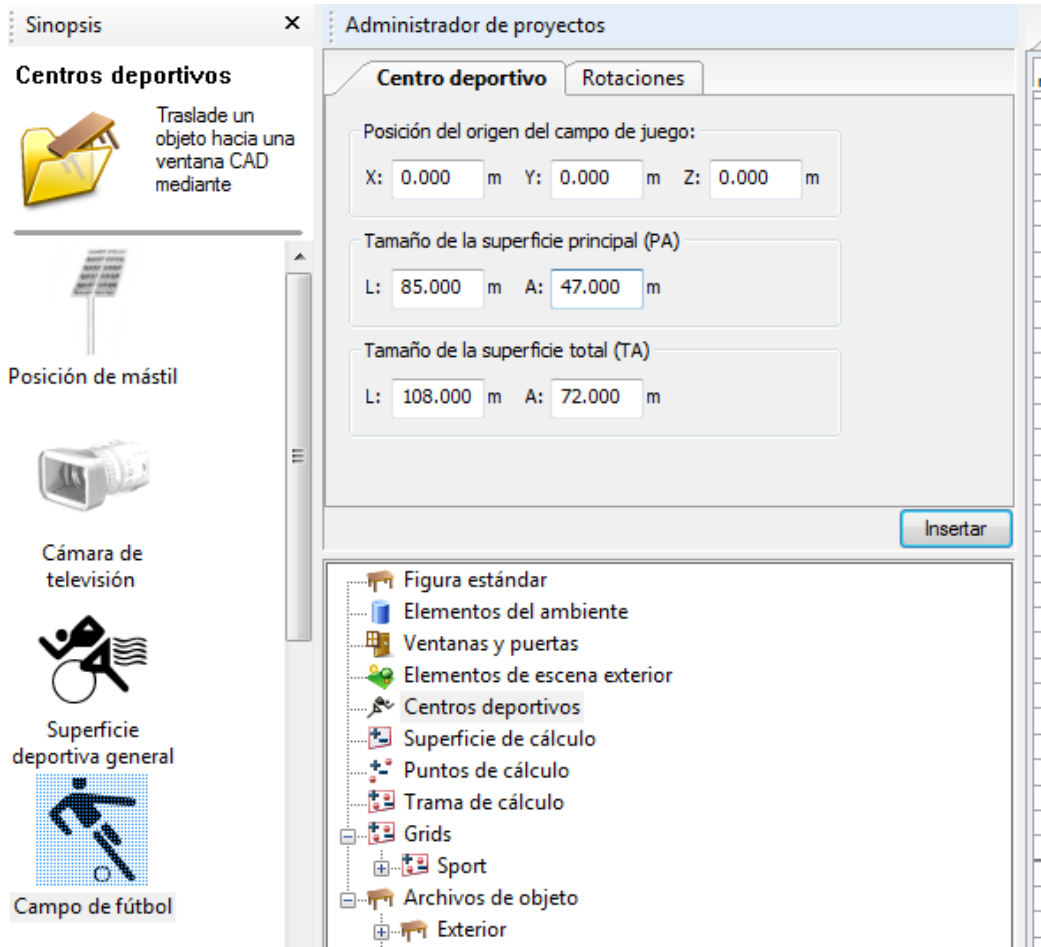 Sinopsis
Centros deportivos
Traslade un
objeto hacia una
ventana CAD
mediante
Posición de mástil
Cámara de
televisión
Superficie
deportiva general
Campo de fútbol
Administrador de proyectos
Centro deportivo Rotaciones
Posición del origen del campo de juego:
X: 0.000 m Y: 0.000 m Z: 0.000 m
Tamaño de la superficie principal (PA)
L: 85.000 m A: 47.000 m
Tamaño de la superficie total (TA)
L: 108.000 m A: 72.000 m
Insertar
Figura estándar
Elementos del ambiente
Ventanas y puertas
Elementos de escena exterior
Centros deportivos
Superficie de cálculo
Puntos de cálculo
Trama de cálculo
Grids
Sport
Archivos de objeto
Exterior